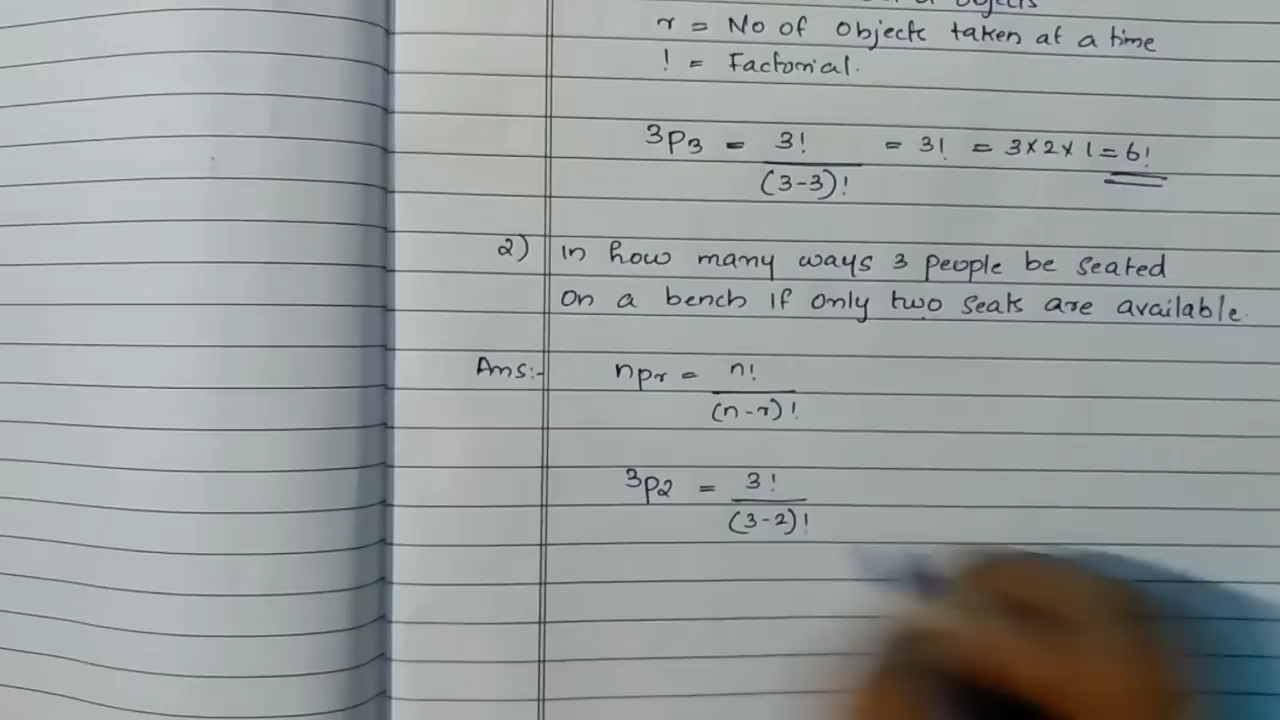 objects
r = No of objects taken at a time
! = Factorial.
3P3 = 3! / (3-3)! = 3! = 3×2×1 = 6!
2) In how many ways 3 people be seated
on a bench if only two seats are available.
Ans:- nPr = n! / (n-r)!
3P2 = 3! / (3-2)!